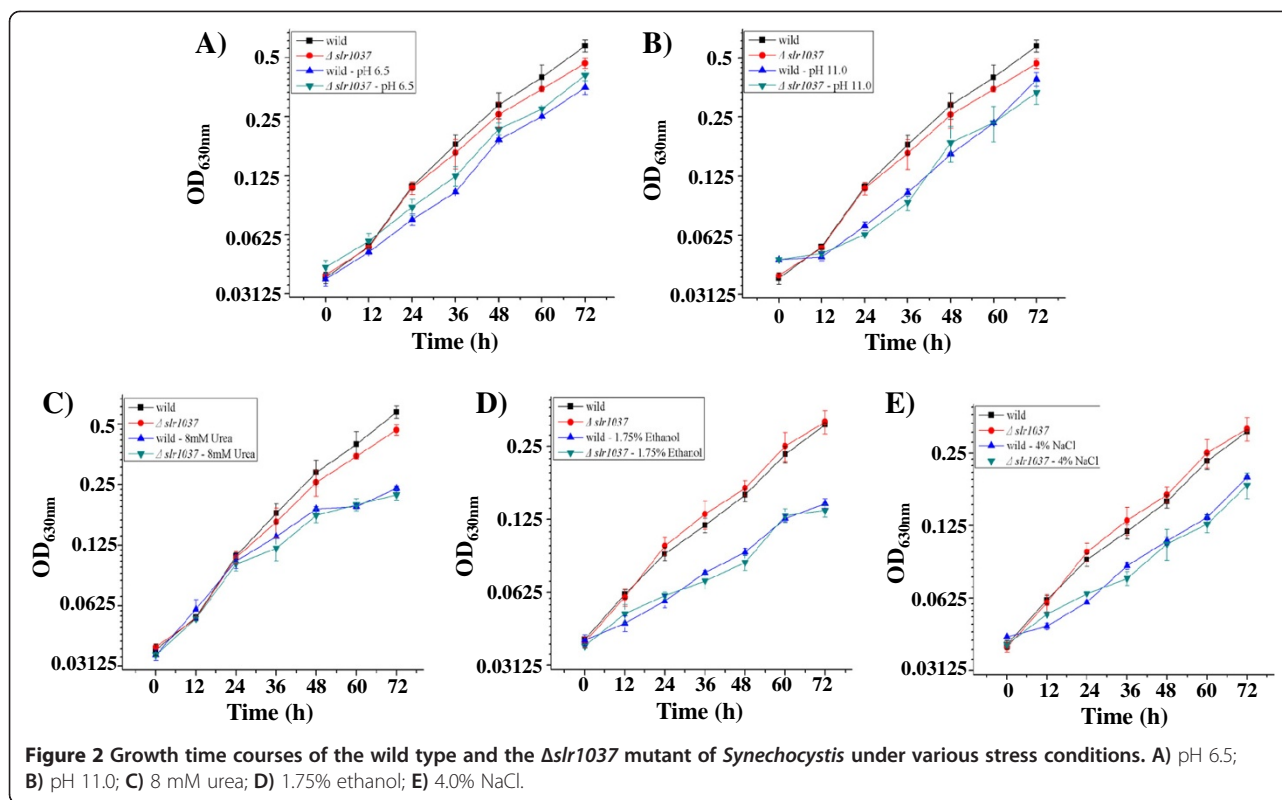 A)
wild
Δ slr1037
wild - pH 6.5
Δ slr1037 - pH 6.5
0.5
0.25
0.125
0.0625
0.03125
OD630nm
0 12 24 36 48 60 72
Time (h)
B)
wild
Δ slr1037
wild - pH 11.0
Δ slr1037 - pH 11.0
0.5
0.25
0.125
0.0625
0.03125
OD630nm
0 12 24 36 48 60 72
Time (h)
C)
wild
Δ slr1037
wild - 8mM Urea
Δ slr1037 - 8mM Urea
0.5
0.25
0.125
0.0625
0.03125
OD630nm
0 12 24 36 48 60 72
Time (h)
D)
wild
Δ slr1037
wild - 1.75% Ethanol
Δ slr1037 - 1.75% Ethanol
0.25
0.125
0.0625
0.03125
OD630nm
0 12 24 36 48 60 72
Time (h)
E)
wild
Δ slr1037
wild - 4% NaCl
Δ slr1037 - 4% NaCl
0.25
0.125
0.0625
0.03125
OD630nm
0 12 24 36 48 60 72
Time (h)
Figure 2 Growth time courses of the wild type and the Δslr1037 mutant of Synechocystis under various stress conditions. A) pH 6.5;
B) pH 11.0; C) 8 mM urea; D) 1.75% ethanol; E) 4.0% NaCl.